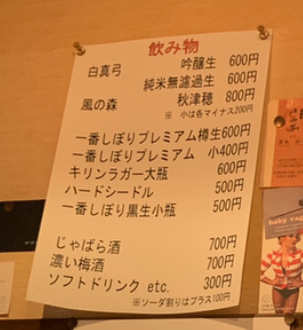 飲み物
白真弓 吟醸生 600円
純米無濾過生 600円
風の森 秋津穂 800円
※ 小は各マイナス200円
一番しぼりプレミアム樽生600円
一番しぼりプレミアム 小400円
キリンラガー大瓶 600円
ハードシードル 500円
一番しぼり黒生小瓶 500円
じゃばら酒 700円
濃い梅酒 700円
ソフトドリンク etc. 300円
※ソーダ割りはプラス100円
baby